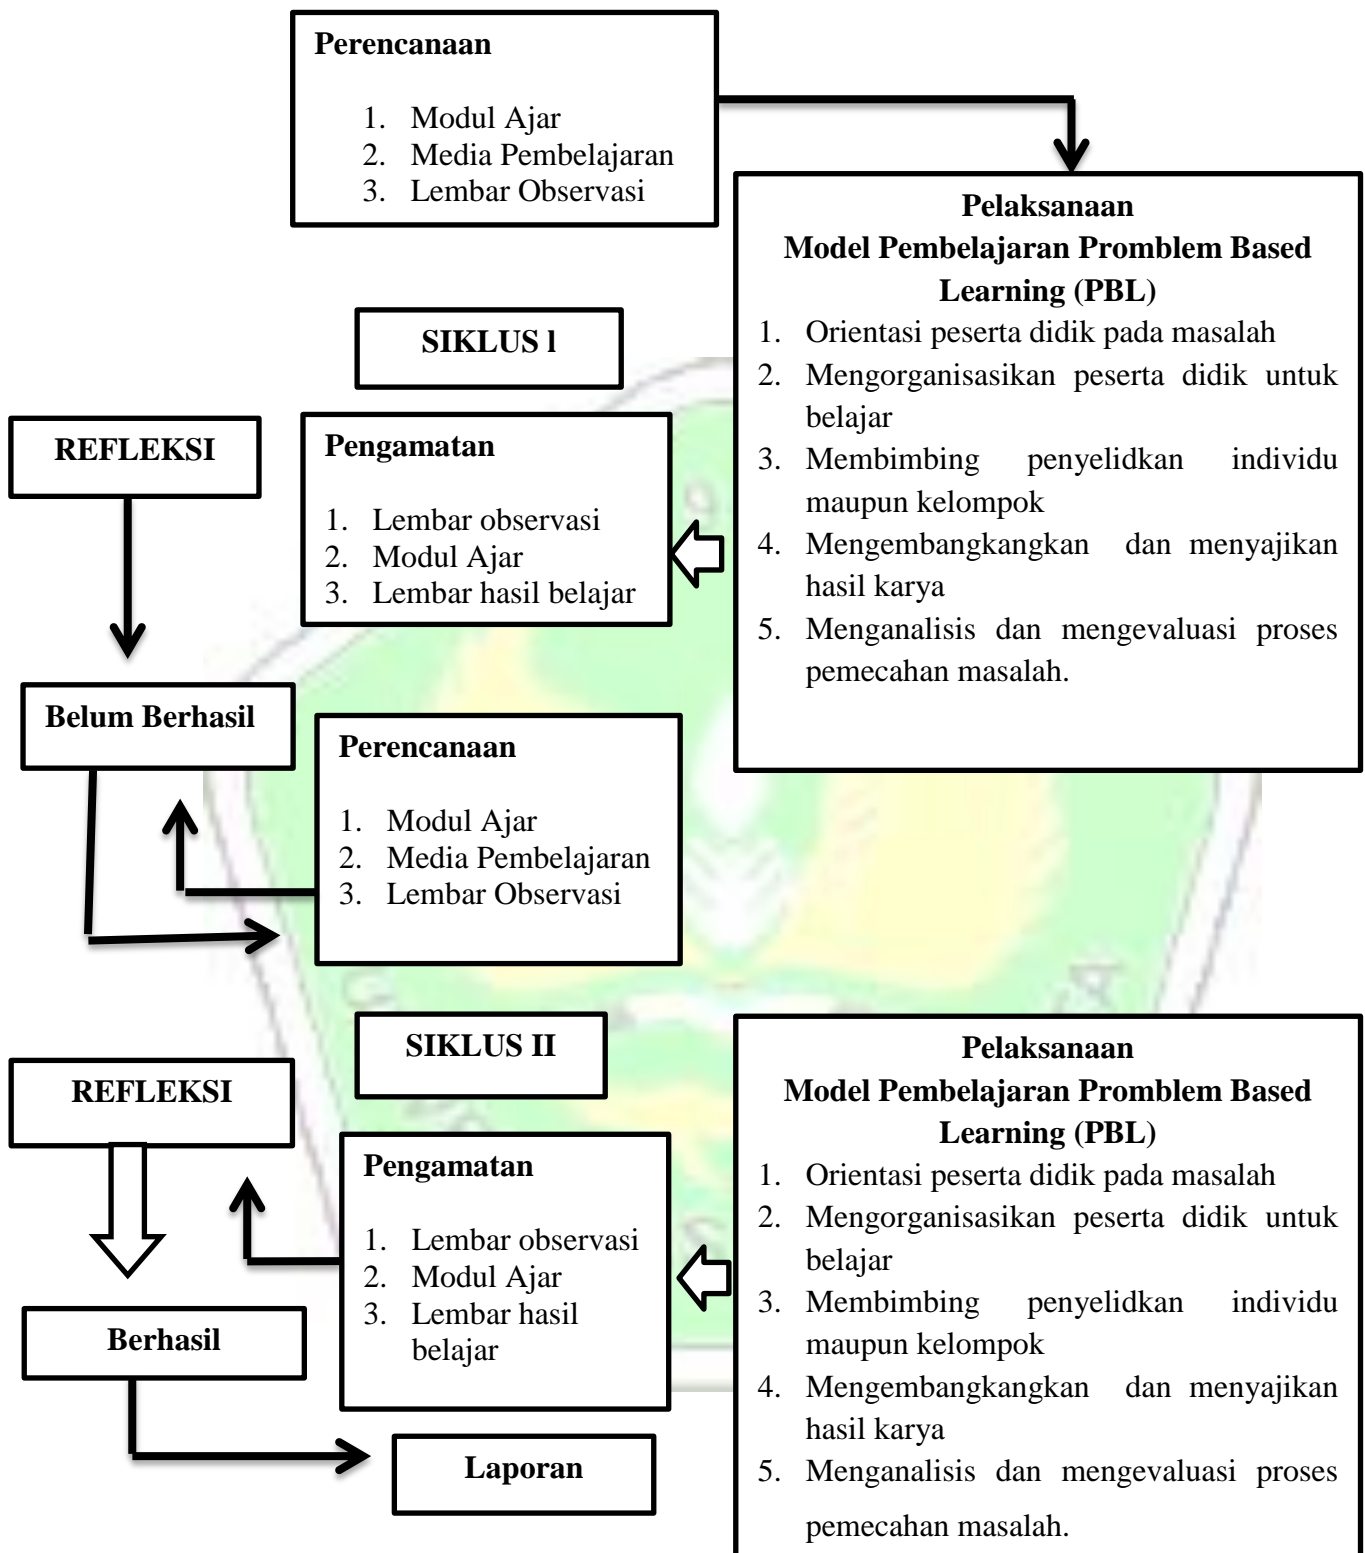 Perencanaan
1. Modul Ajar
2. Media Pembelajaran
3. Lembar Observasi
Pelaksanaan
Model Pembelajaran Promblem Based
Learning (PBL)
1. Orientasi peserta didik pada masalah
2. Mengorganisasikan peserta didik untuk
belajar
3. Membimbing penyelidkan individu
maupun kelompok
4. Mengembangkangkan dan menyajikan
hasil karya
5. Menganalisis dan mengevaluasi proses
pemecahan masalah.
SIKLUS l
REFLEKSI
Pengamatan
1. Lembar observasi
2. Modul Ajar
3. Lembar hasil belajar
Belum Berhasil
Perencanaan
1. Modul Ajar
2. Media Pembelajaran
3. Lembar Observasi
SIKLUS II
Pelaksanaan
Model Pembelajaran Promblem Based
Learning (PBL)
1. Orientasi peserta didik pada masalah
2. Mengorganisasikan peserta didik untuk
belajar
3. Membimbing penyelidkan individu
maupun kelompok
4. Mengembangkangkan dan menyajikan
hasil karya
5. Menganalisis dan mengevaluasi proses
pemecahan masalah.
REFLEKSI
Pengamatan
1. Lembar observasi
2. Modul Ajar
3. Lembar hasil
belajar
Berhasil
Laporan